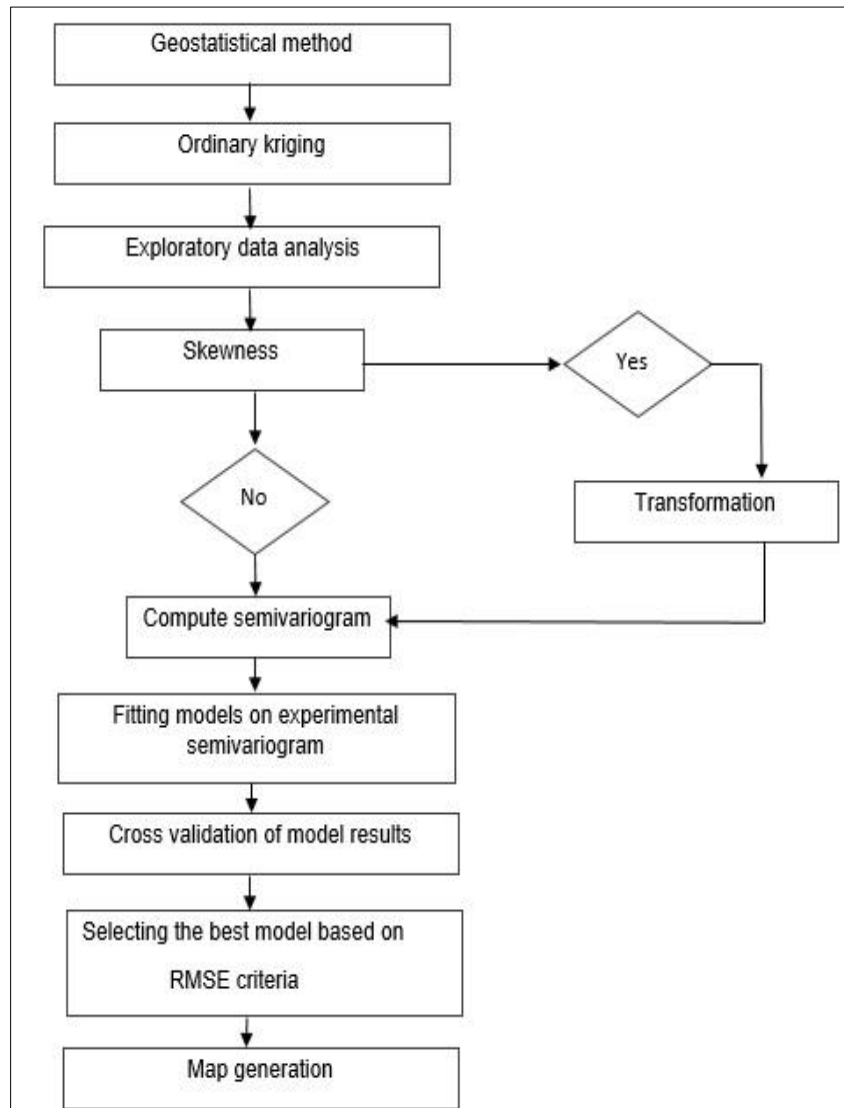 Geostatistical method
Ordinary kriging
Exploratory data analysis
Skewness
Yes
No
Transformation
Compute semivariogram
Fitting models on experimental
semivariogram
Cross validation of model results
Selecting the best model based on
RMSE criteria
Map generation